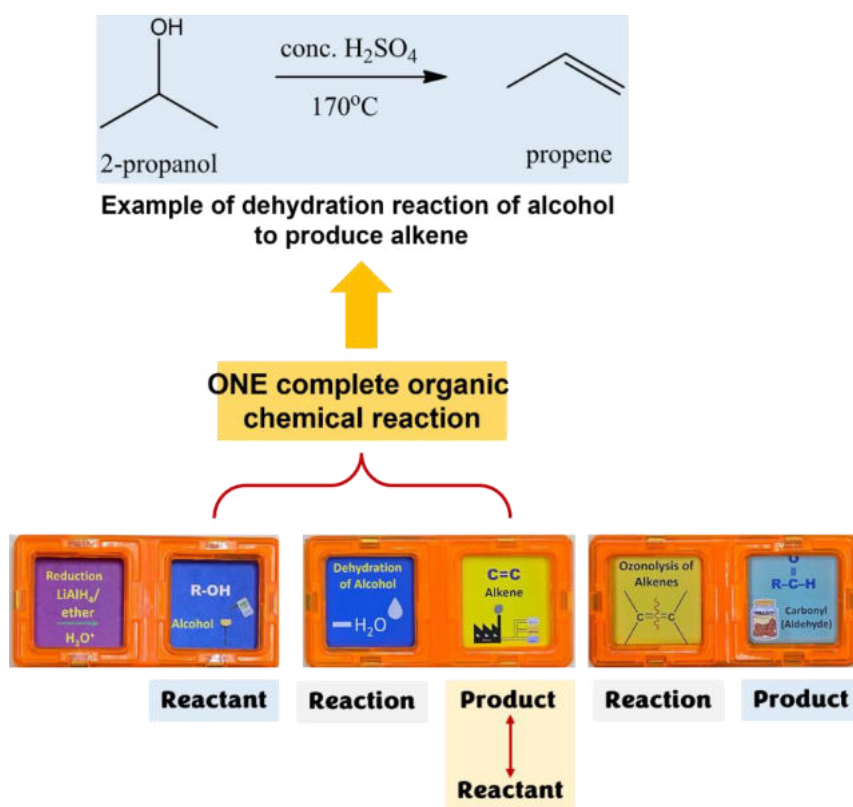 OH
conc. H₂SO₄
170°C
2-propanol
propene
Example of dehydration reaction of alcohol
to produce alkene
ONE complete organic
chemical reaction
Reduction
LiAlH₄/
ether
H₃O⁺
R-OH
Alcohol
Dehydration
of Alcohol
−H₂O
C=C
Alkene
Ozonolysis of
Alkenes
C=C
O
R-C-H
Carbonyl
(Aldehyde)
Reactant
Reaction
Product
Reaction
Product
Reactant